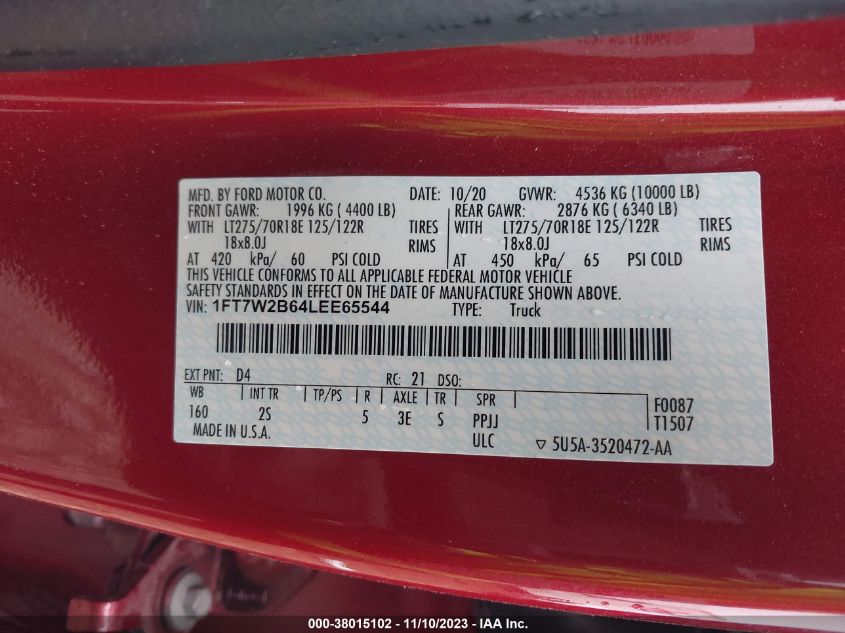 MFD. BY FORD MOTOR CO. DATE: 10/20 GVWR: 4536 KG (10000 LB)
FRONT GAWR: 1996 KG ( 4400 LB) REAR GAWR: 2876 KG ( 6340 LB)
WITH LT275/70R18E 125/122R TIRES WITH LT275/70R18E 125/122R TIRES
18x8.0J RIMS 18x8.0J RIMS
AT 420 kPa/ 60 PSI COLD AT 450 kPa/ 65 PSI COLD
THIS VEHICLE CONFORMS TO ALL APPLICABLE FEDERAL MOTOR VEHICLE
SAFETY STANDARDS IN EFFECT ON THE DATE OF MANUFACTURE SHOWN ABOVE.
VIN: 1FT7W2B64LEE65544 TYPE: Truck
EXT PNT: D4 RC: 21 DSO:
WB INT TR TP/PS R AXLE TR SPR F0087
160 2S 5 3E S PPJJ T1507
MADE IN U.S.A. ULC ▽ 5U5A-3520472-AA
000-38015102 - 11/10/2023 - IAA Inc.